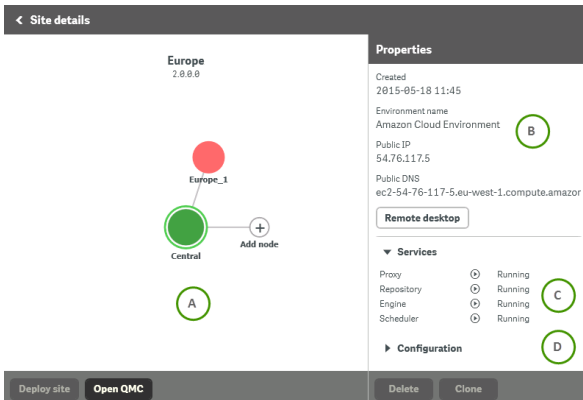 Site details
Europe
2.0.0.0
Europe_1
Central
Add node
A
Deploy site
Open QMC
Properties
Created
2015-05-18 11:45
Environment name
Amazon Cloud Environment
B
Public IP
54.76.117.5
Public DNS
ec2-54-76-117-5.eu-west-1.compute.amazor
Remote desktop
Services
Proxy Running
Repository Running
Engine Running
Scheduler Running
C
Configuration
D
Delete
Clone